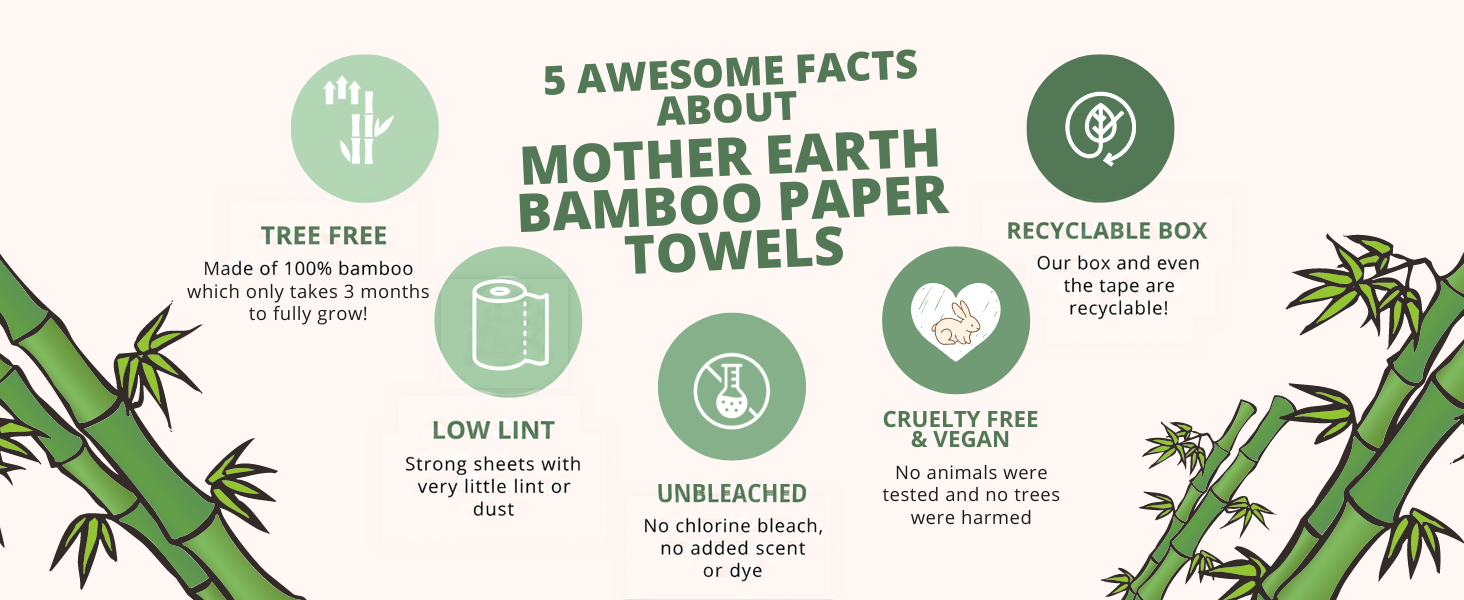 5 AWESOME FACTS
ABOUT
MOTHER EARTH
BAMBOO PAPER
TOWELS
TREE FREE
Made of 100% bamboo
which only takes 3 months
to fully grow!
LOW LINT
Strong sheets with
very little lint or
dust
UNBLEACHED
No chlorine bleach,
no added scent
or dye
CRUELTY FREE
& VEGAN
No animals were
tested and no trees
were harmed
RECYCLABLE BOX
Our box and even
the tape are
recyclable!